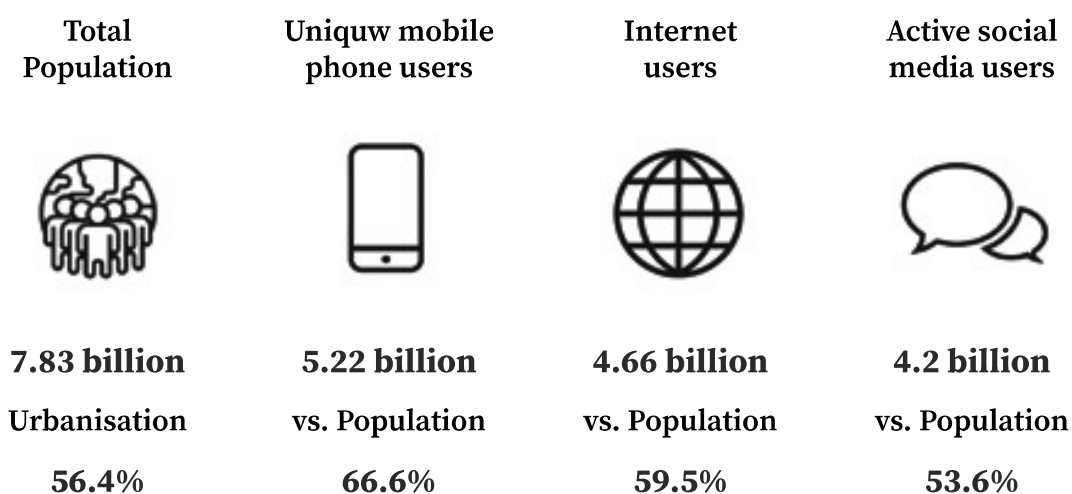 Total
Population
Uniquw mobile
phone users
Internet
users
Active social
media users
7.83 billion
5.22 billion
4.66 billion
4.2 billion
Urbanisation
vs. Population
vs. Population
vs. Population
56.4%
66.6%
59.5%
53.6%